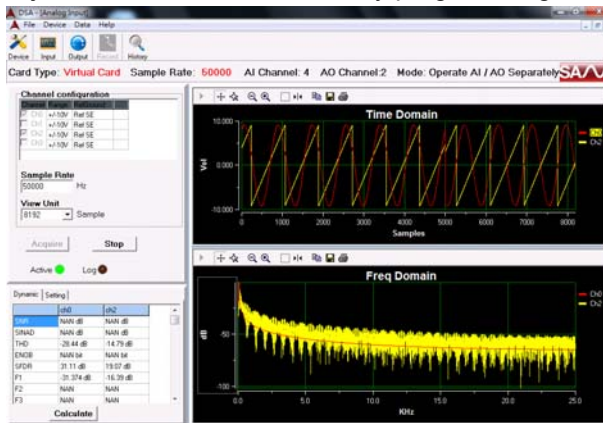 DSA - [Analog Input]
File Device Data Help
Device Input Output Record History
Card Type: Virtual Card Sample Rate: 50000 AI Channel: 4 AO Channel:2 Mode: Operate AI / AO Separately
Channel configuration
Channel Range RefGround
Ch0 +/-10V Ref SE
Ch1 +/-10V Ref SE
Ch2 +/-10V Ref SE
+/-10V Ref SE
Sample Rate
50000 Hz
View Unit
8192 Sample
Acquire Stop
Active Log
Dynamic Setting
ch0 ch2
SNR NAN dB NAN dB
SINAD NAN dB NAN dB
THD -28.44 dB -14.79 dB
ENOB NAN bit NAN bit
SFDR 31.11 dB 19.07 dB
F1 -31.374 dB -16.39 dB
F2 NAN NAN
F3 NAN NAN
Calculate
Time Domain
Vol
10.000
0.000
-10.000
0 1000 2000 3000 4000 5000 6000 7000 8000
Samples
Ch0
Ch2
Freq Domain
dB
-50
-100
0.0 5.0 10.0 15.0 20.0 25.0
KHz
Ch0
Ch2